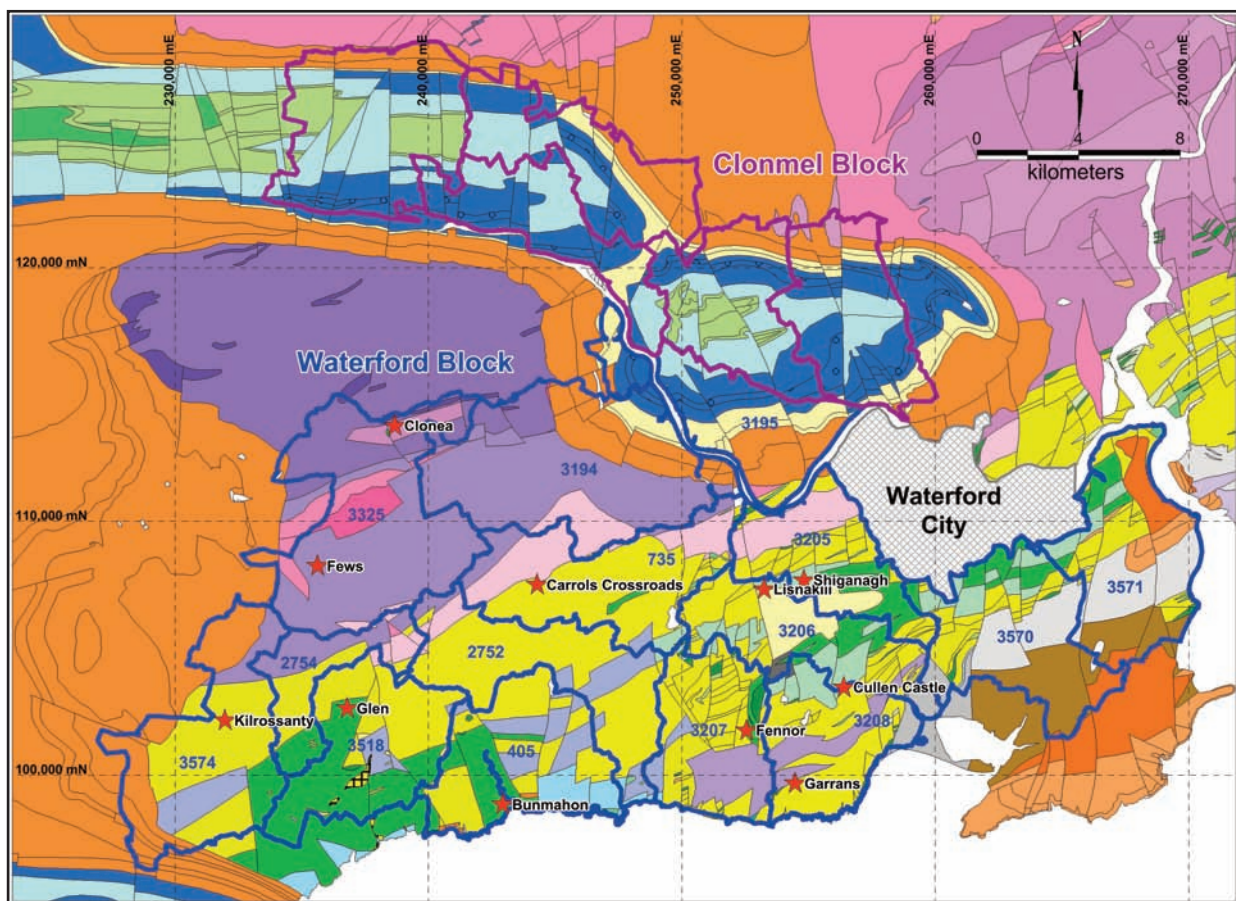 230,000 mE
240,000 mE
250,000 mE
260,000 mE
270,000 mE
N
0 4 8
kilometers
Clonmel Block
120,000 mN
Waterford Block
3195
Clonea
3194
Waterford
City
110,000 mN
3325
735
3205
Fews
Carrols Crossroads
Shiganagh
Lisnakiii
3571
3206
3570
2754
2752
Cullen Castle
Glen
Kilrossanty
3518
405
3207
Fennor
3208
3574
100,000 mN
Garrans
Bunmahon